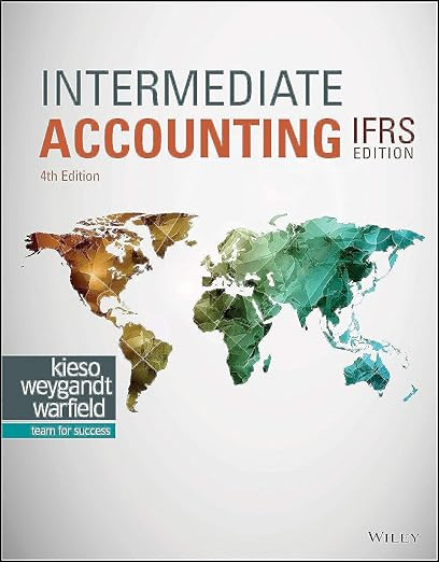 INTERMEDIATE
ACCOUNTING IFRS
EDITION
4th Edition
kieso
weygandt
warfield
team for success
WILEY